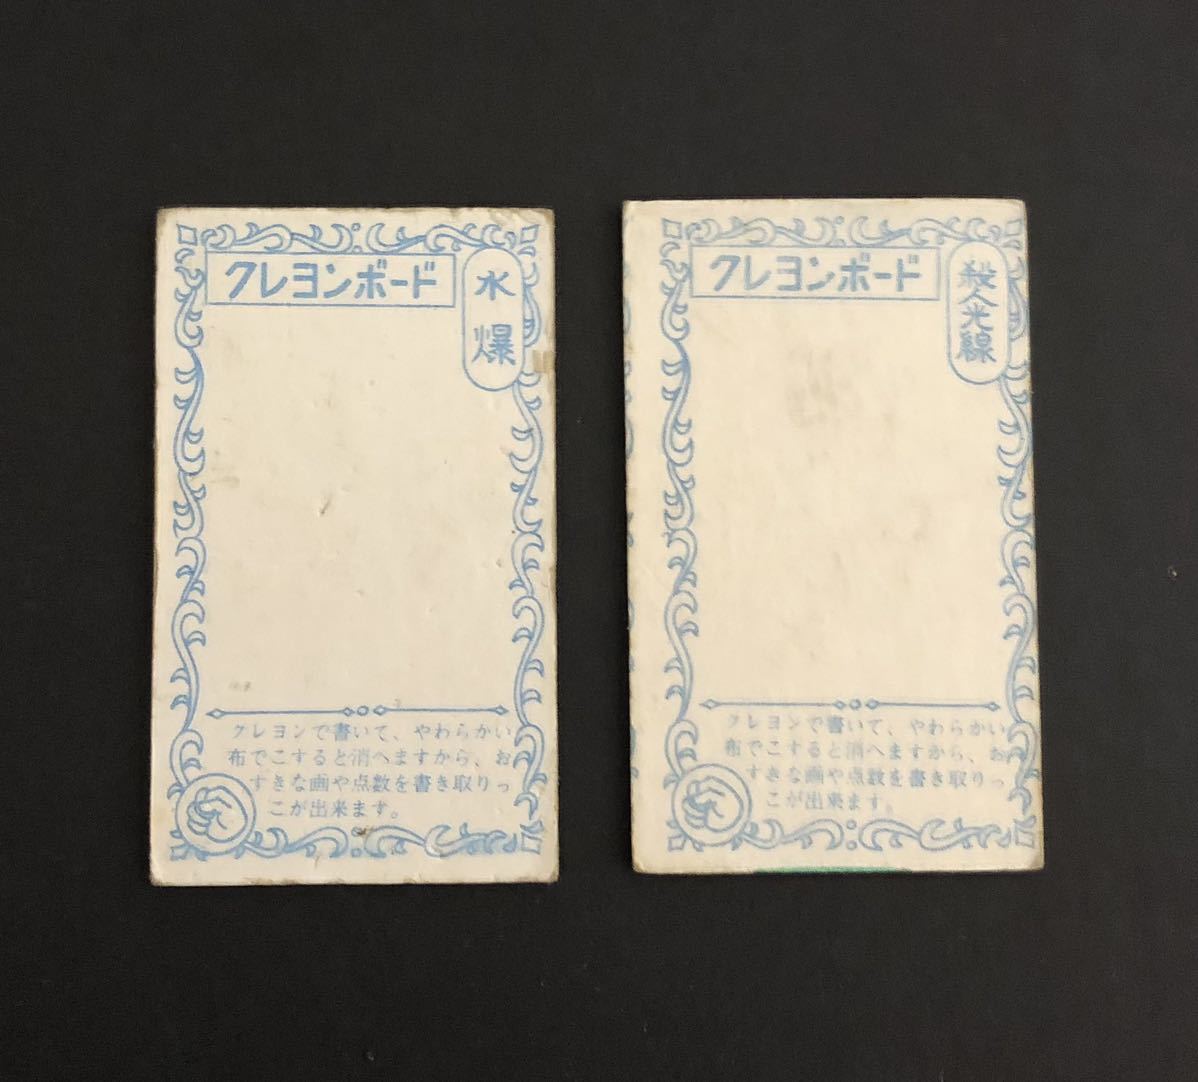 クレヨンボード
水爆
クレヨンで書いて、やわらかい
布でこすると消へますから、お
すきな画や点数を書き取りっ
こが出来ます。
クレヨンボード
殺人光線
クレヨンで書いて、やわらかい
布でこすると消へますから、お
すきな画や点数を書き取りっ
こが出来ます。